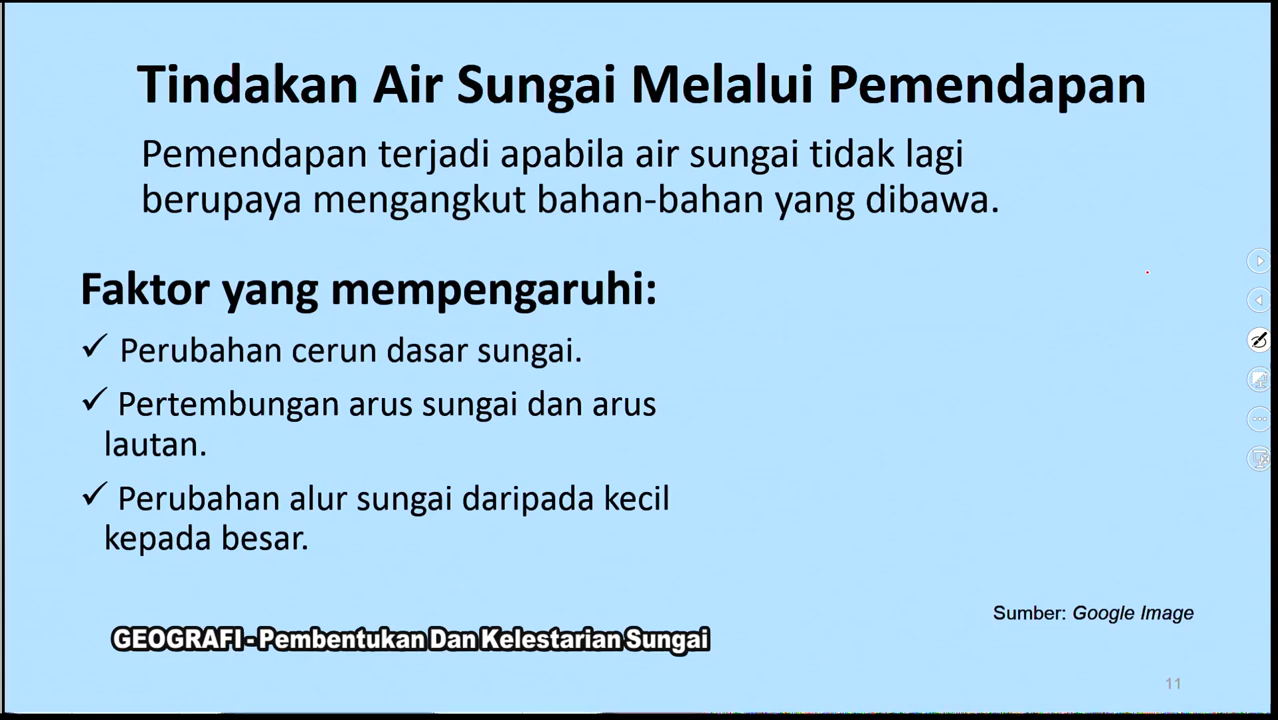 Tindakan Air Sungai Melalui Pemendapan
Pemendapan terjadi apabila air sungai tidak lagi
berupaya mengangkut bahan-bahan yang dibawa.
Faktor yang mempengaruhi:
✓ Perubahan cerun dasar sungai.
✓ Pertembungan arus sungai dan arus
lautan.
✓ Perubahan alur sungai daripada kecil
kepada besar.
Sumber: Google Image
GEOGRAFI - Pembentukan Dan Kelestarian Sungai
11